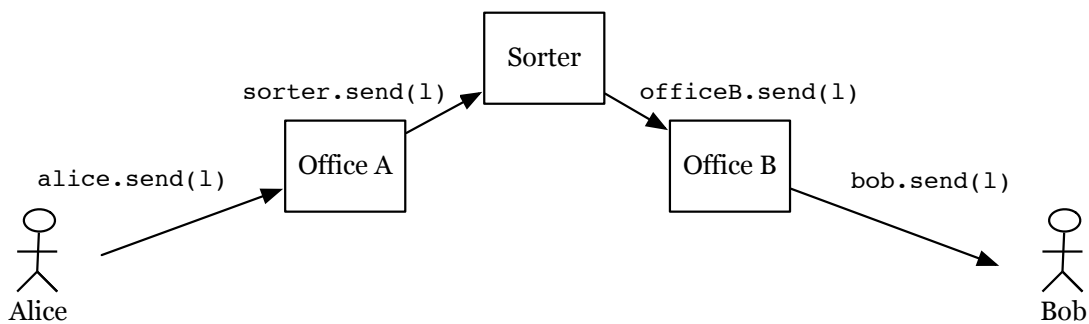 Sorter
sorter.send(l)
officeB.send(l)
Office A
Office B
alice.send(l)
bob.send(l)
Alice
Bob